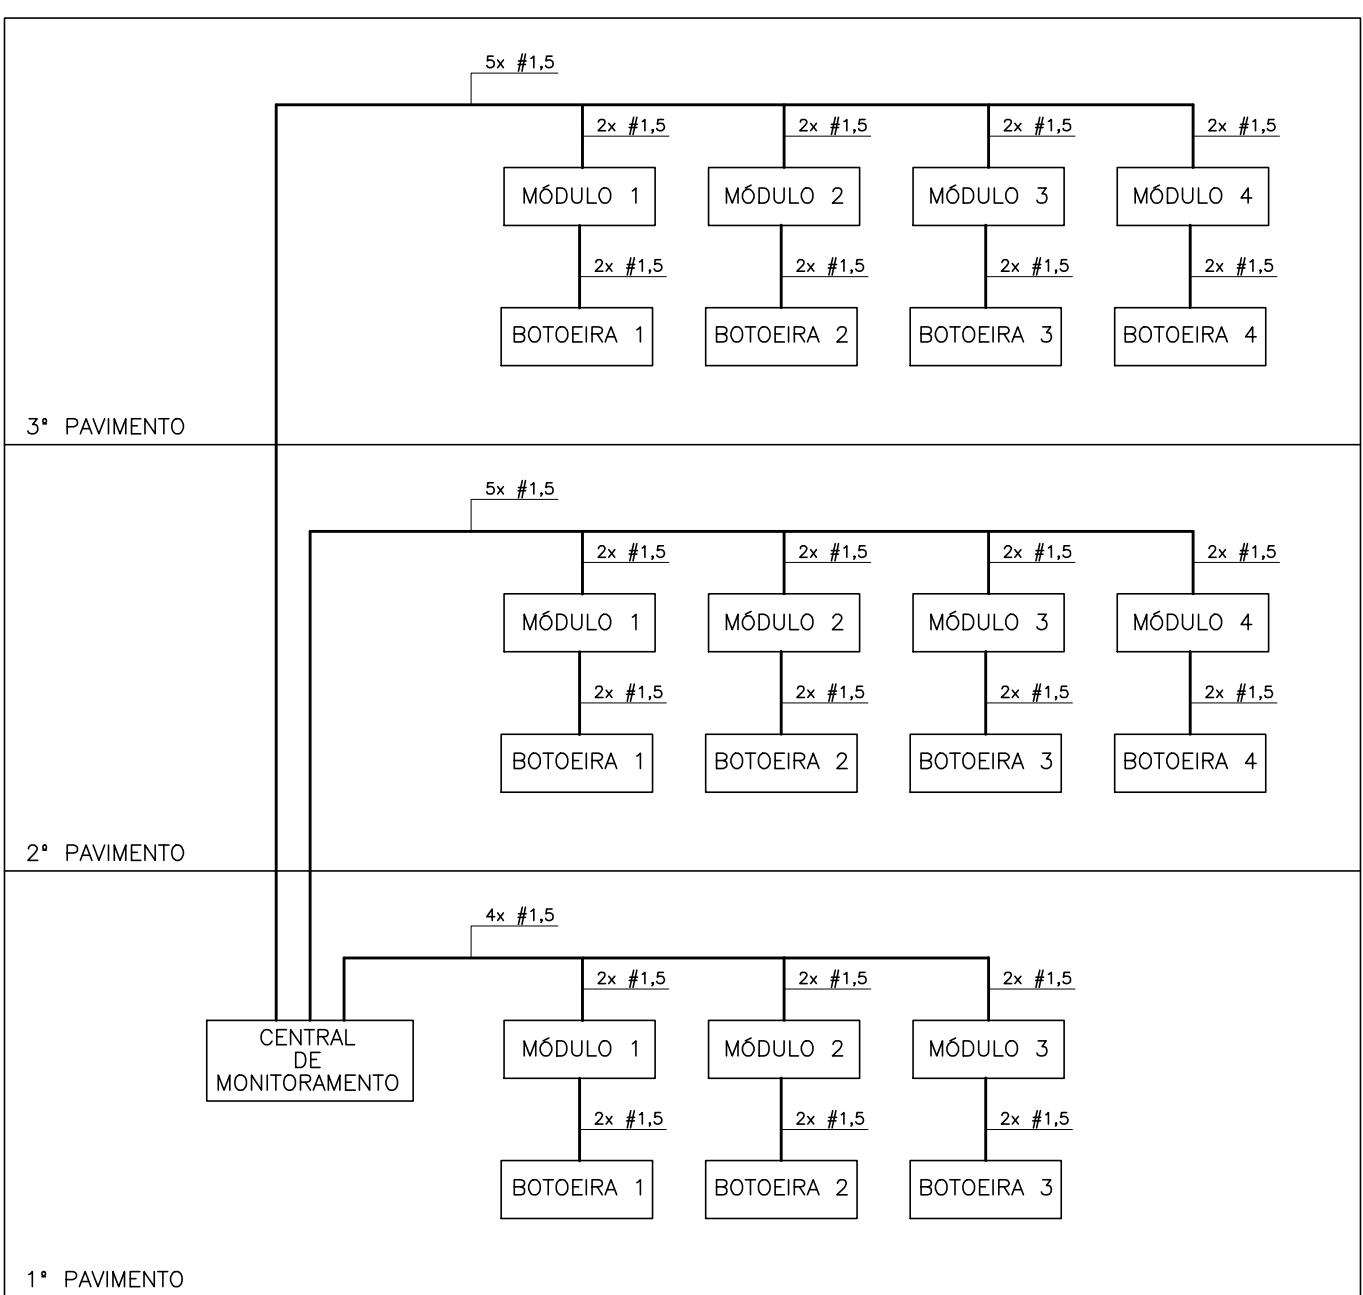 5x #1,5
2x #1,5 2x #1,5 2x #1,5 2x #1,5
MÓDULO 1 MÓDULO 2 MÓDULO 3 MÓDULO 4
2x #1,5 2x #1,5 2x #1,5 2x #1,5
BOTOEIRA 1 BOTOEIRA 2 BOTOEIRA 3 BOTOEIRA 4
3ª PAVIMENTO
5x #1,5
2x #1,5 2x #1,5 2x #1,5 2x #1,5
MÓDULO 1 MÓDULO 2 MÓDULO 3 MÓDULO 4
2x #1,5 2x #1,5 2x #1,5 2x #1,5
BOTOEIRA 1 BOTOEIRA 2 BOTOEIRA 3 BOTOEIRA 4
2ª PAVIMENTO
4x #1,5
2x #1,5 2x #1,5 2x #1,5
CENTRAL
DE
MONITORAMENTO
MÓDULO 1 MÓDULO 2 MÓDULO 3
2x #1,5 2x #1,5 2x #1,5
BOTOEIRA 1 BOTOEIRA 2 BOTOEIRA 3
1ª PAVIMENTO